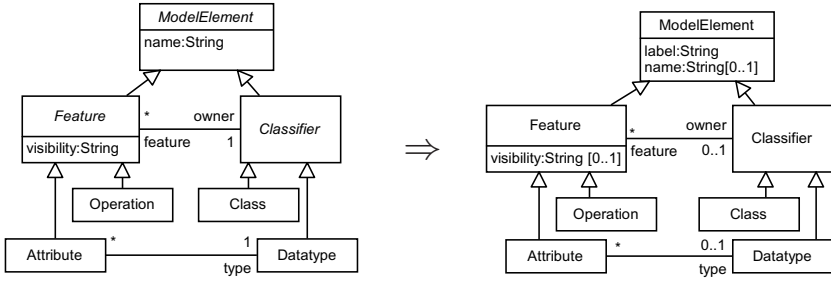 ModelElement
name:String
Feature
visibility:String
*
owner
feature
1
Classifier
Operation
Class
Attribute
*
1
type
Datatype
⇒
ModelElement
label:String
name:String[0..1]
Feature
visibility:String [0..1]
*
owner
feature
0..1
Classifier
Operation
Class
Attribute
*
0..1
type
Datatype